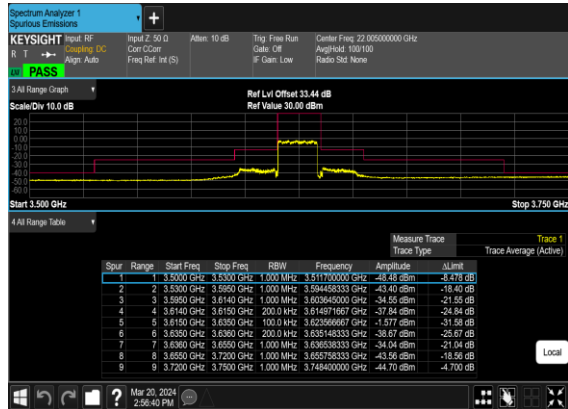 Spectrum Analyzer 1
Spurious Emissions
KEYSIGHT Input: RF Input Z: 50 Ω Atten: 10 dB Trig: Free Run Center Freq: 22.005000000 GHz
R T Coupling: DC Corr CCorr Gate: Off Avg|Hold: 100/100
Align: Auto Freq Ref: Int (S) IF Gain: Low Radio Std: None
PASS
3 All Range Graph
Ref Lvl Offset 33.44 dB
Scale/Div 10.0 dB Ref Value 30.00 dBm
20.0
10.0
0.00
-10.0
-20.0
-30.0
-40.0
-50.0
-60.0
Start 3.500 GHz Stop 3.750 GHz
4 All Range Table
Measure Trace Trace 1
Trace Type Trace Average (Active)
Spur Range Start Freq Stop Freq RBW Frequency Amplitude ΔLimit
1 1 3.5000 GHz 3.5300 GHz 1.000 MHz 3.511700000 GHz -48.48 dBm -8.478 dB
2 2 3.5300 GHz 3.5950 GHz 1.000 MHz 3.594458333 GHz -43.40 dBm -18.40 dB
3 3 3.5950 GHz 3.6140 GHz 1.000 MHz 3.603645000 GHz -34.55 dBm -21.55 dB
4 4 3.6140 GHz 3.6150 GHz 200.0 kHz 3.614971667 GHz -37.84 dBm -24.84 dB
5 5 3.6150 GHz 3.6350 GHz 100.0 kHz 3.623566667 GHz -1.577 dBm -31.58 dB
6 6 3.6350 GHz 3.6360 GHz 200.0 kHz 3.635148333 GHz -38.67 dBm -25.67 dB
7 7 3.6360 GHz 3.6550 GHz 1.000 MHz 3.636538333 GHz -34.04 dBm -21.04 dB
8 8 3.6550 GHz 3.7200 GHz 1.000 MHz 3.655758333 GHz -43.56 dBm -18.56 dB
9 9 3.7200 GHz 3.7500 GHz 1.000 MHz 3.748400000 GHz -44.70 dBm -4.700 dB
Local
Mar 20, 2024
2:56:40 PM